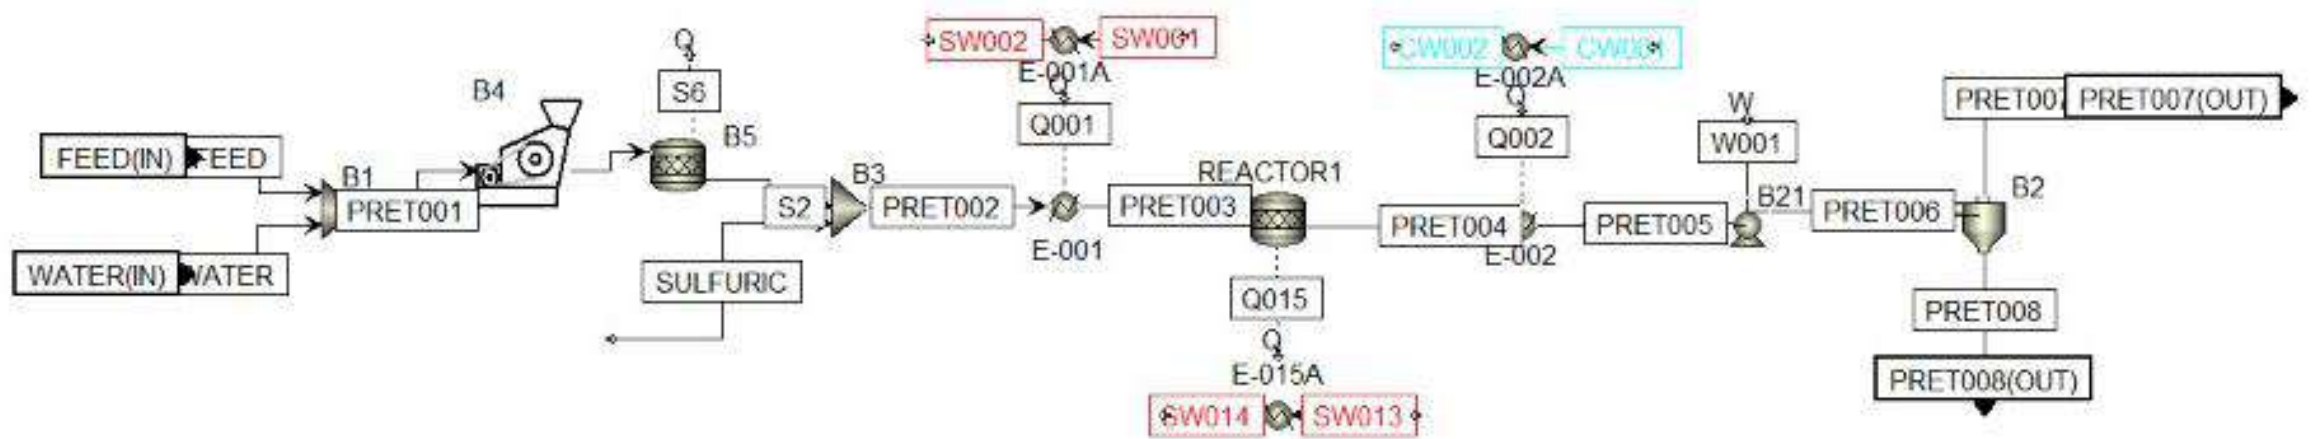 SW002
SW001
E-001A
Q
Q001
CW002
CW001
E-002A
Q
Q002
Q
S6
B4
B5
W
W001
PRET007
PRET007(OUT)
FEED(IN)
FEED
B1
PRET001
B3
S2
PRET002
E-001
PRET003
REACTOR1
PRET004
E-002
PRET005
B21
PRET006
B2
WATER(IN)
WATER
SULFURIC
Q015
Q
E-015A
SW014
SW013
PRET008
PRET008(OUT)